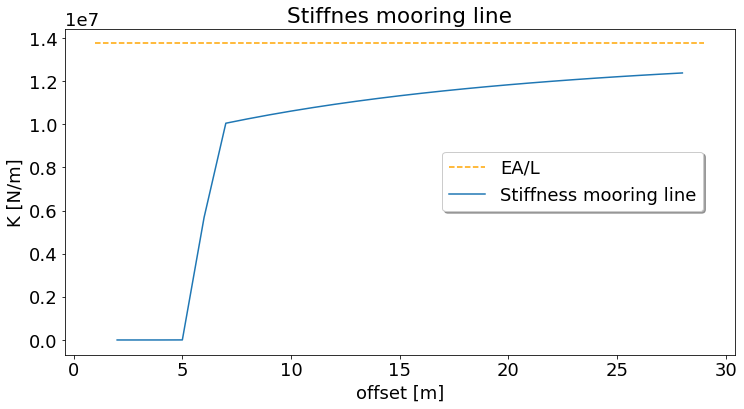 Stiffnes mooring line
1e7
1.4
1.2
1.0
0.8
0.6
0.4
0.2
0.0
K [N/m]
EA/L
Stiffness mooring line
0 5 10 15 20 25 30
offset [m]